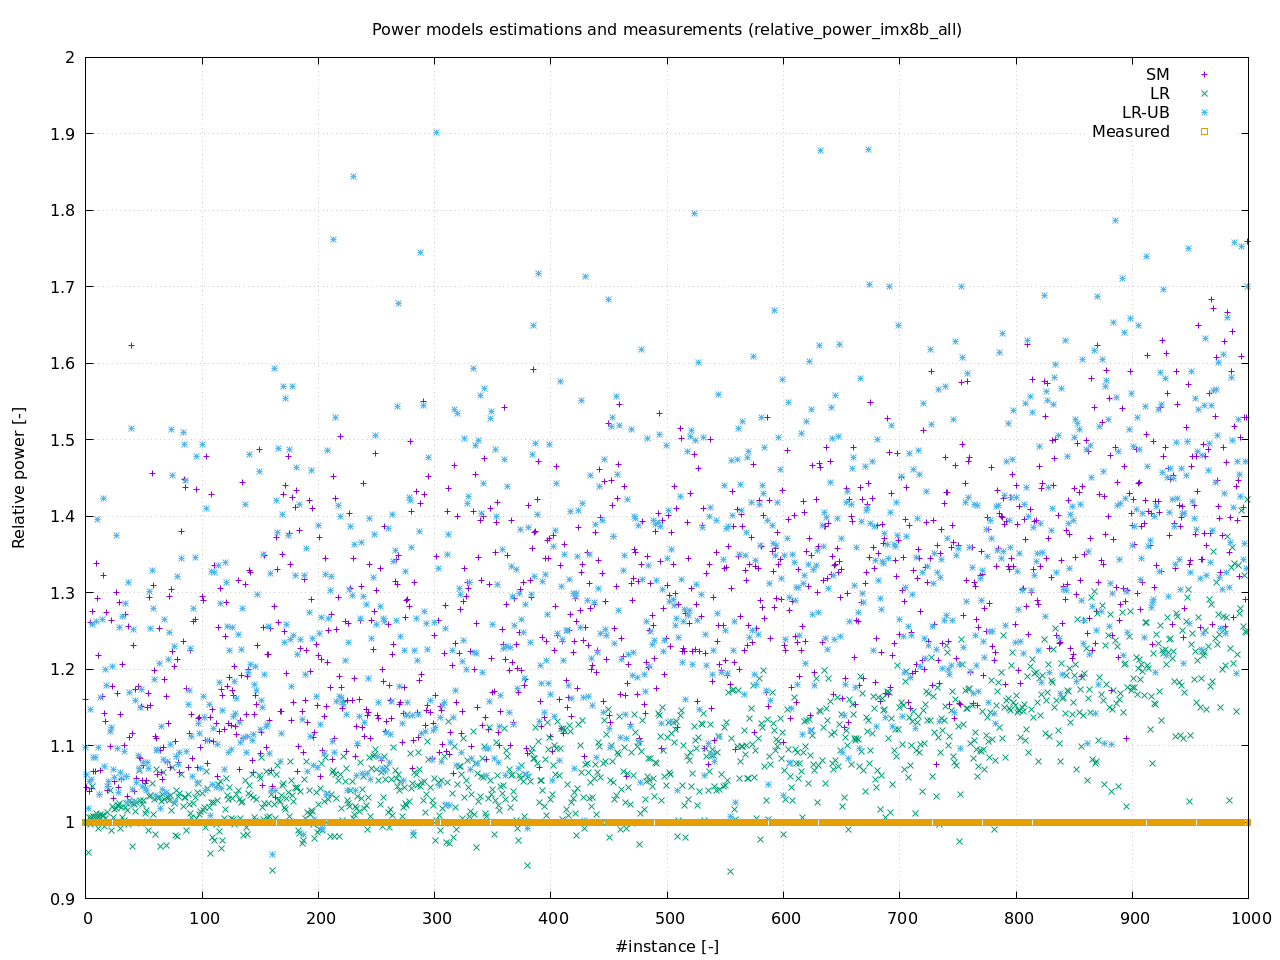 Power models estimations and measurements (relative_power_imx8b_all)
2
1.9
1.8
1.7
1.6
1.5
1.4
1.3
1.2
1.1
1
0.9
Relative power [-]
SM
LR
LR-UB
Measured
0 100 200 300 400 500 600 700 800 900 1000
#instance [-]